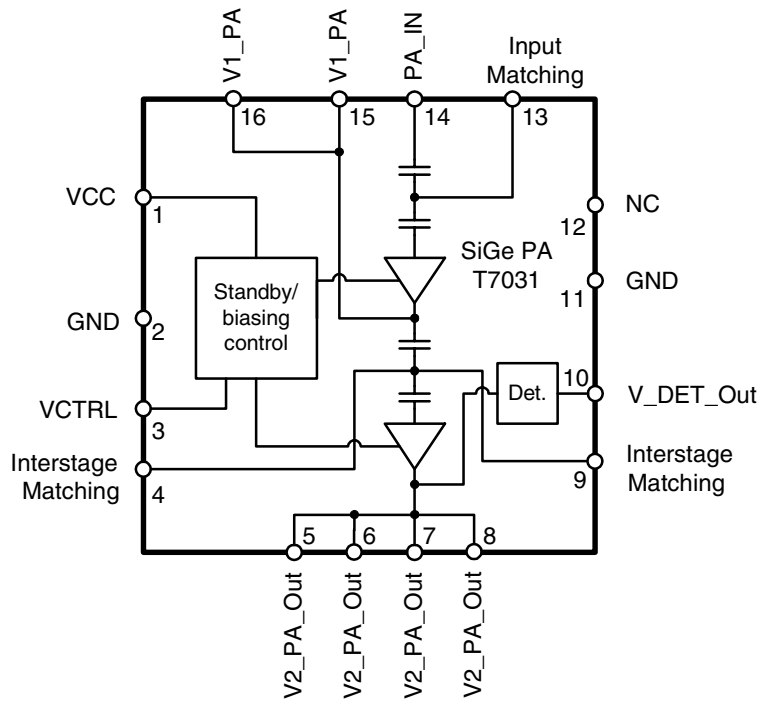 V1_PA
V1_PA
PA_IN
Input
Matching
16
15
14
13
VCC
1
NC
12
SiGe PA
T7031
GND
11
Standby/
biasing
control
GND
2
Det.
10
V_DET_Out
VCTRL
3
Interstage
Matching
4
Interstage
Matching
9
5
6
7
8
V2_PA_Out
V2_PA_Out
V2_PA_Out
V2_PA_Out